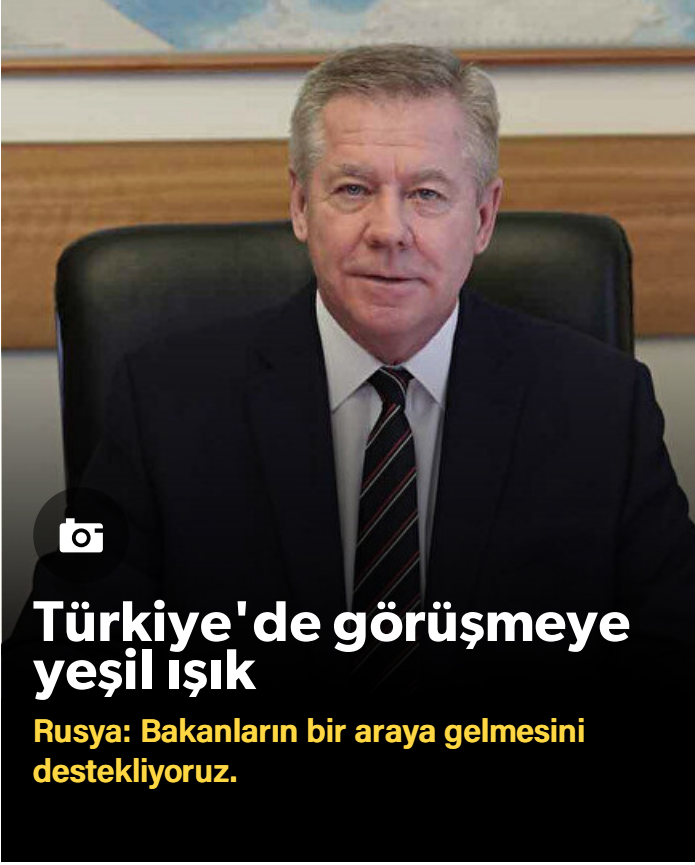 Türkiye'de görüşmeye
yeşil ışık
Rusya: Bakanların bir araya gelmesini
destekliyoruz.